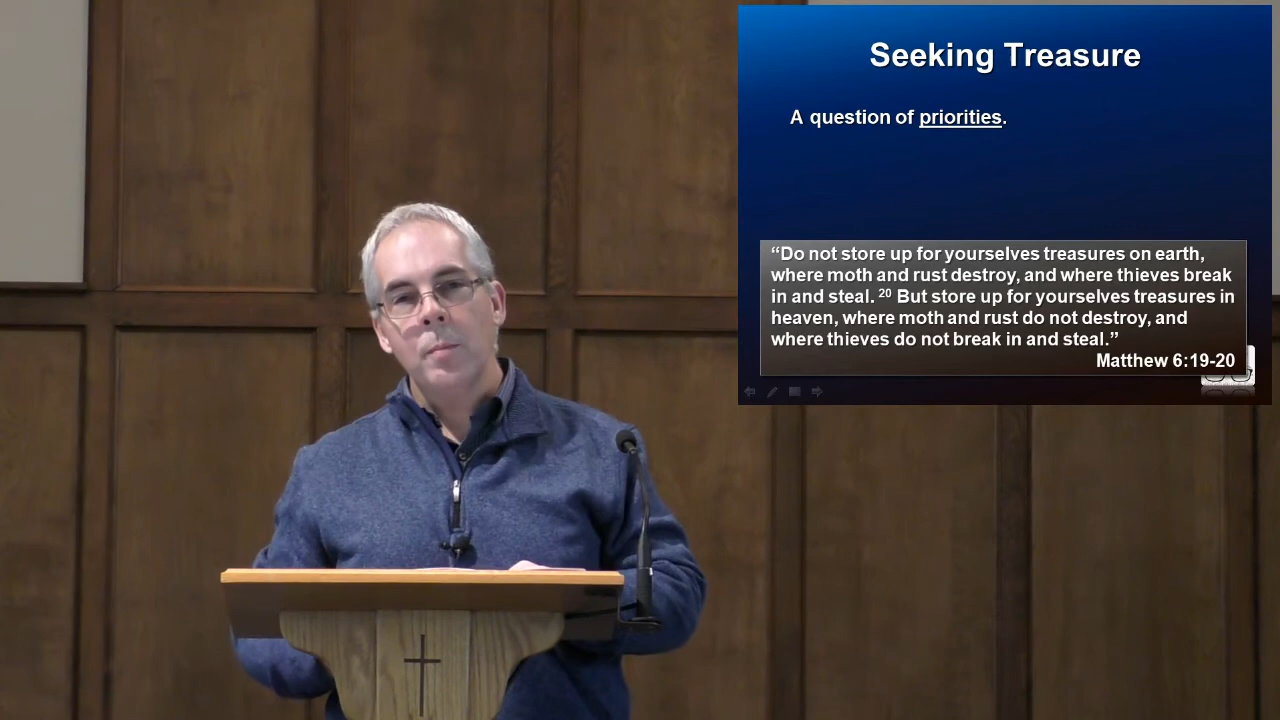 Seeking Treasure
A question of priorities.
“Do not store up for yourselves treasures on earth,
where moth and rust destroy, and where thieves break
in and steal. 20 But store up for yourselves treasures in
heaven, where moth and rust do not destroy, and
where thieves do not break in and steal.”
Matthew 6:19-20